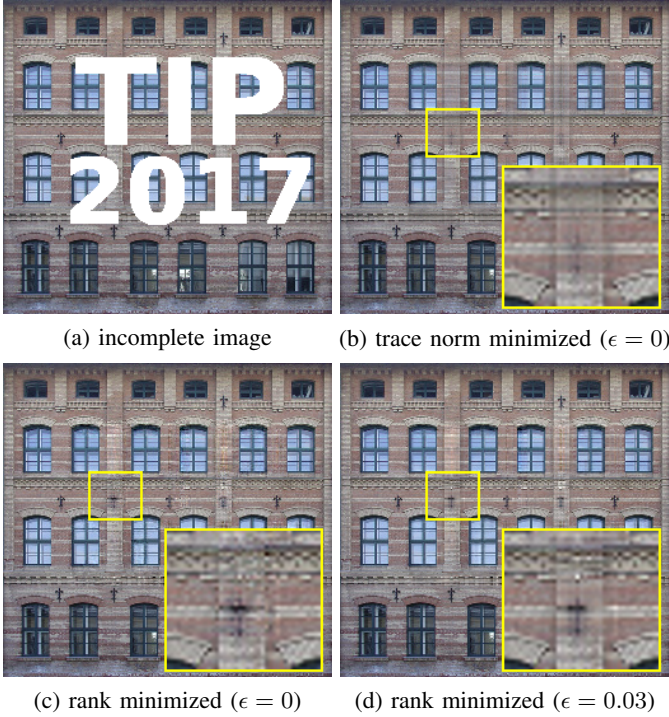 TIP
2017
(a) incomplete image
(b) trace norm minimized (ϵ = 0)
(c) rank minimized (ϵ = 0)
(d) rank minimized (ϵ = 0.03)